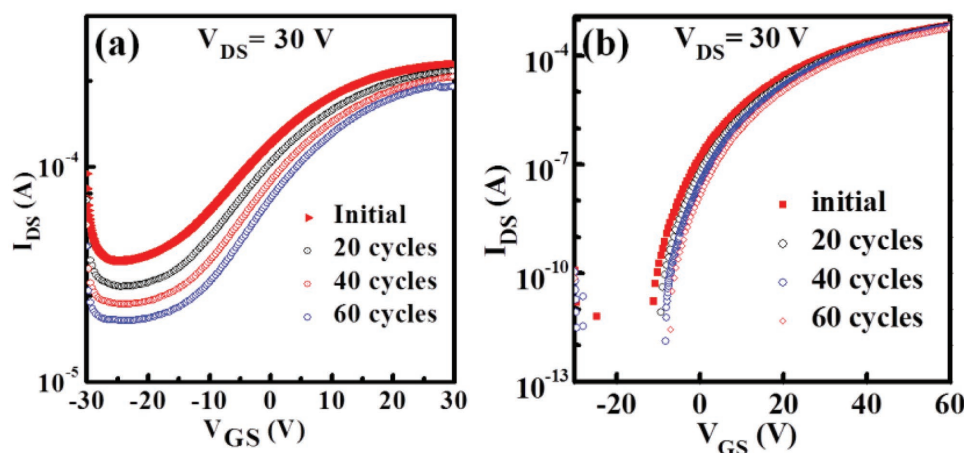 (a) V_DS= 30 V
10^-4
10^-5
I_DS (A)
Initial
20 cycles
40 cycles
60 cycles
-30 -20 -10 0 10 20 30
V_GS (V)
(b) V_DS= 30 V
10^-4
10^-7
10^-10
10^-13
I_DS (A)
initial
20 cycles
40 cycles
60 cycles
-20 0 20 40 60
V_GS (V)